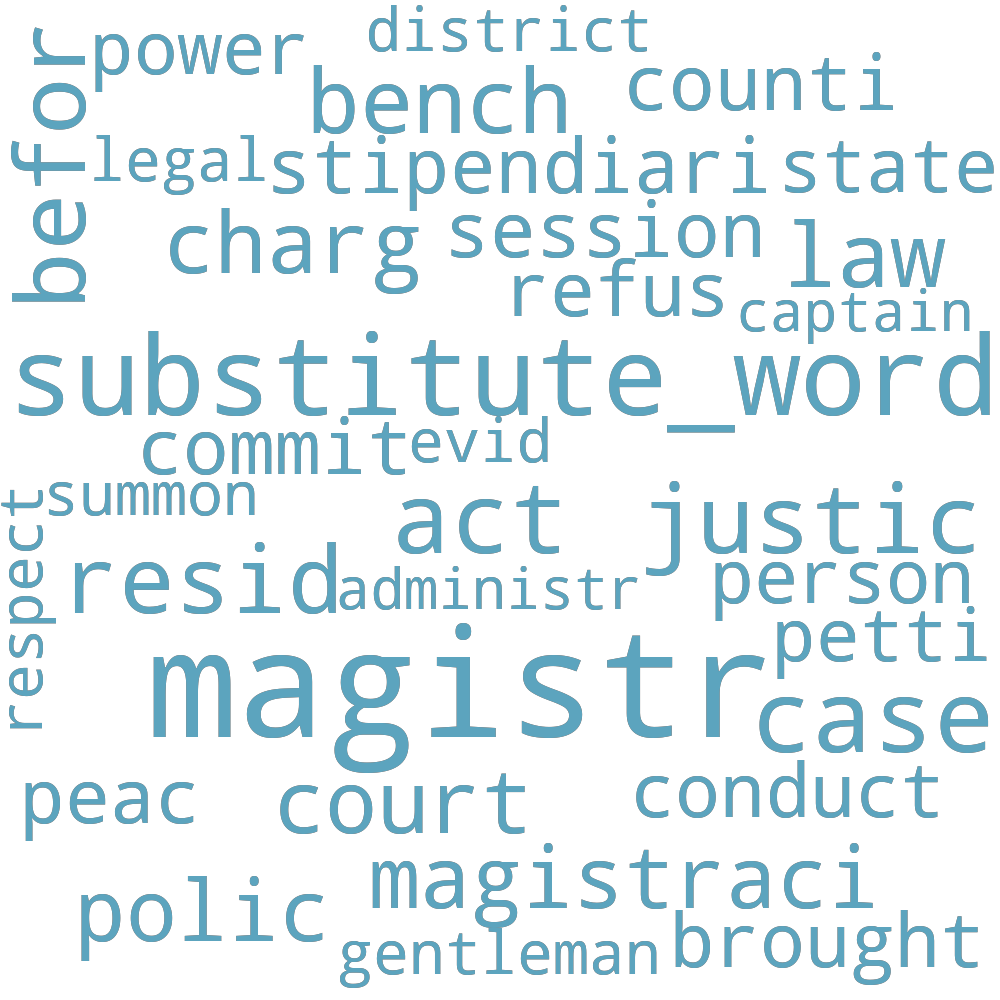 district
power
befor
bench
counti
legal
stipendiari
state
charg
session
law
refus
captain
substitute_word
commit
evid
summon
respect
act
justic
resid
administr
person
petti
magistr
case
peac
court
conduct
magistraci
polic
gentleman
brought